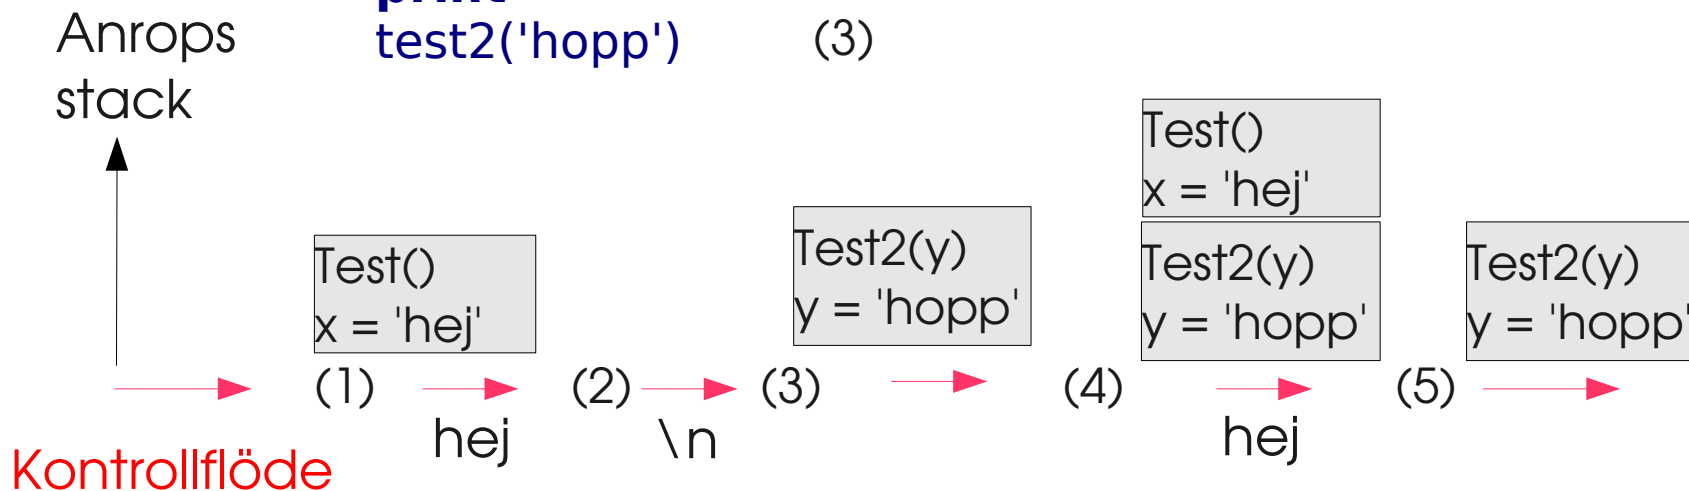 print
Anrops
stack
test2('hopp')
(3)
Test()
x = 'hej'
Test()
x = 'hej'
Test2(y)
y = 'hopp'
Test2(y)
y = 'hopp'
Test2(y)
y = 'hopp'
(1)
(2)
(3)
(4)
(5)
hej
\n
hej
Kontrollflöde